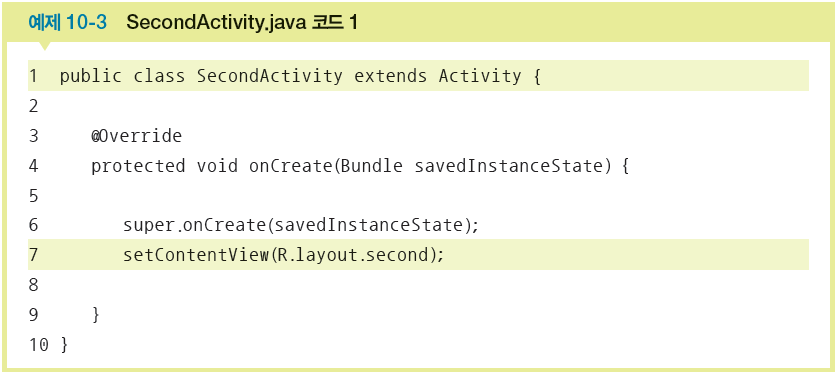 예제 10-3 SecondActivity.java 코드 1
1 public class SecondActivity extends Activity {
2
3 @Override
4 protected void onCreate(Bundle savedInstanceState) {
5
6 super.onCreate(savedInstanceState);
7 setContentView(R.layout.second);
8
9 }
10 }